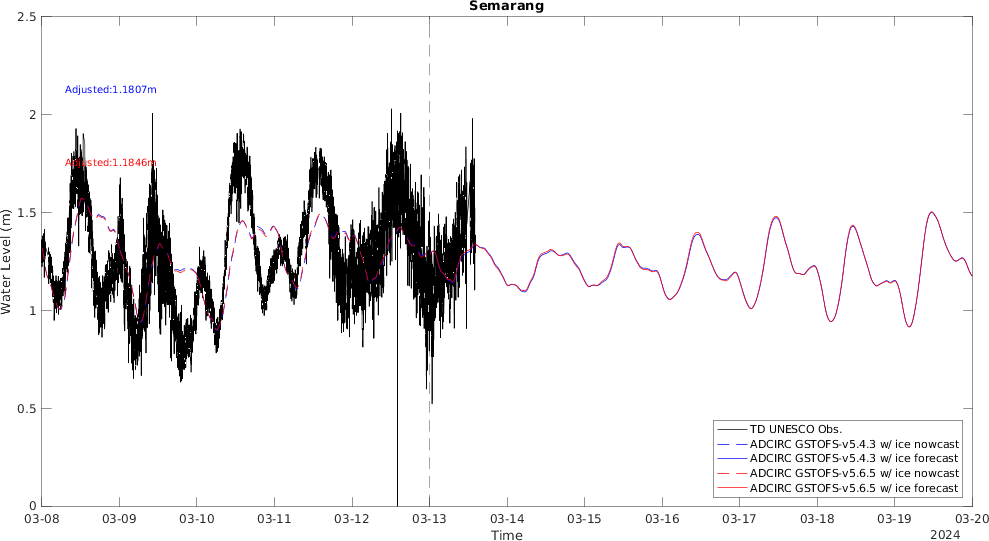 Semarang
2.5
Adjusted:1.1807m
2
Adjusted:1.1846m
1.5
Water Level (m)
1
0.5
0
TD UNESCO Obs.
ADCIRC GSTOFS-v5.4.3 w/ ice nowcast
ADCIRC GSTOFS-v5.4.3 w/ ice forecast
ADCIRC GSTOFS-v5.6.5 w/ ice nowcast
ADCIRC GSTOFS-v5.6.5 w/ ice forecast
03-08 03-09 03-10 03-11 03-12 03-13 03-14 03-15 03-16 03-17 03-18 03-19 03-20
Time
2024